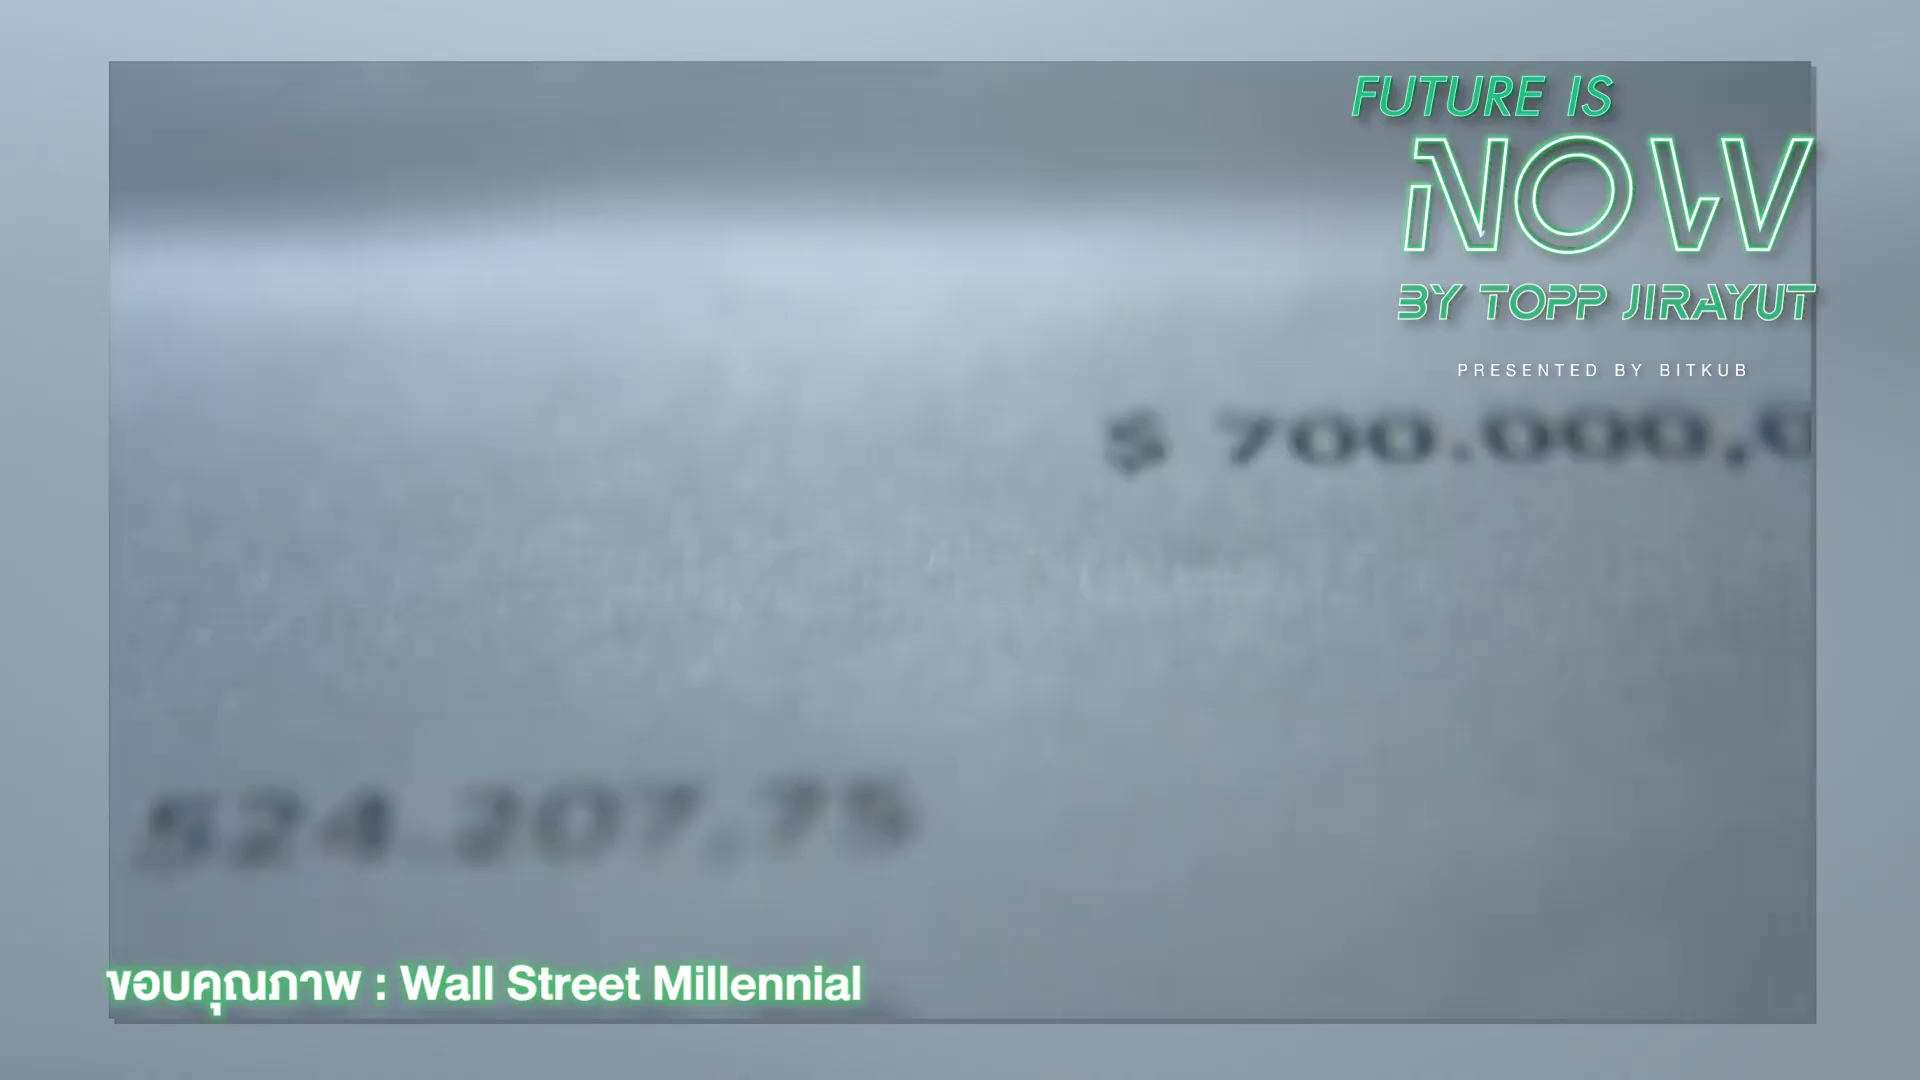 FUTURE IS
NOW
BY TOPP JIRAYUT
PRESENTED BY BITKUB
$ 700.000,0
524.207,75
ขอบคุณภาพ : Wall Street Millennial